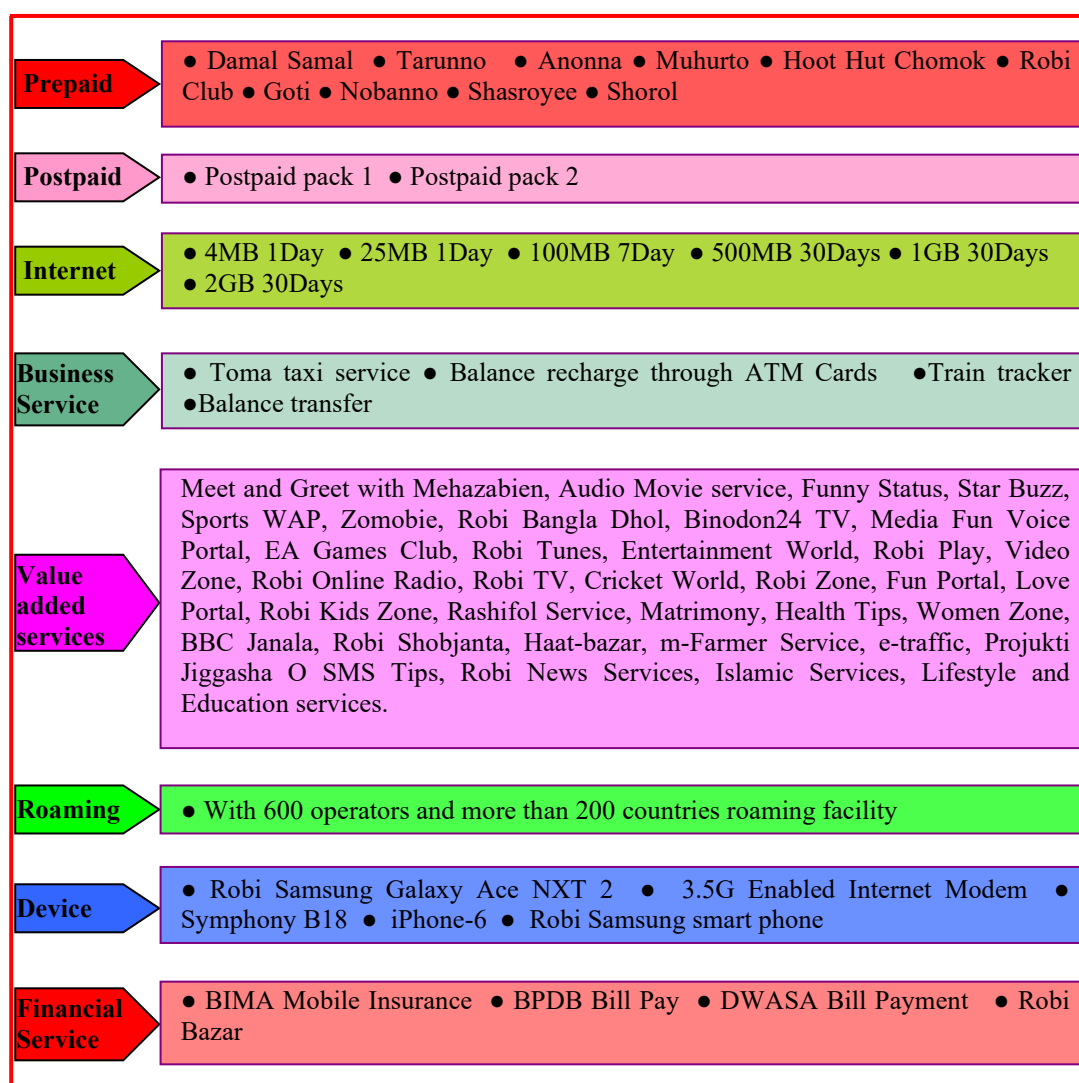 Prepaid
● Damal Samal ● Tarunno ● Anonna ● Muhurto ● Hoot Hut Chomok ● Robi
Club ● Goti ● Nobanno ● Shasroyee ● Shorol
Postpaid
● Postpaid pack 1 ● Postpaid pack 2
Internet
● 4MB 1Day ● 25MB 1Day ● 100MB 7Day ● 500MB 30Days ● 1GB 30Days
● 2GB 30Days
Business
Service
● Toma taxi service ● Balance recharge through ATM Cards ●Train tracker
●Balance transfer
Value
added
services
Meet and Greet with Mehazabien, Audio Movie service, Funny Status, Star Buzz,
Sports WAP, Zomobie, Robi Bangla Dhol, Binodon24 TV, Media Fun Voice
Portal, EA Games Club, Robi Tunes, Entertainment World, Robi Play, Video
Zone, Robi Online Radio, Robi TV, Cricket World, Robi Zone, Fun Portal, Love
Portal, Robi Kids Zone, Rashifol Service, Matrimony, Health Tips, Women Zone,
BBC Janala, Robi Shobjanta, Haat-bazar, m-Farmer Service, e-traffic, Projukti
Jiggasha O SMS Tips, Robi News Services, Islamic Services, Lifestyle and
Education services.
Roaming
● With 600 operators and more than 200 countries roaming facility
Device
● Robi Samsung Galaxy Ace NXT 2 ● 3.5G Enabled Internet Modem ●
Symphony B18 ● iPhone-6 ● Robi Samsung smart phone
Financial
Service
● BIMA Mobile Insurance ● BPDB Bill Pay ● DWASA Bill Payment ● Robi
Bazar